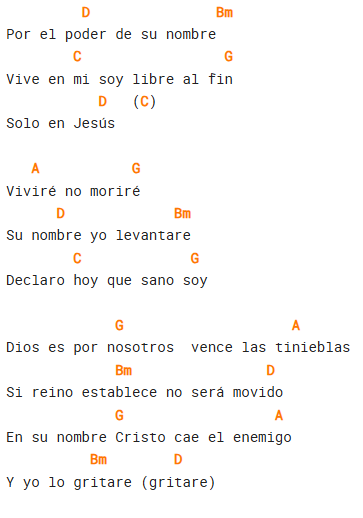 D Bm
Por el poder de su nombre
C G
Vive en mi soy libre al fin
D (C)
Solo en Jesús
A G
Viviré no moriré
D Bm
Su nombre yo levantare
C G
Declaro hoy que sano soy
G A
Dios es por nosotros vence las tinieblas
Bm D
Si reino establece no será movido
G A
En su nombre Cristo cae el enemigo
Bm D
Y yo lo gritare (gritare)